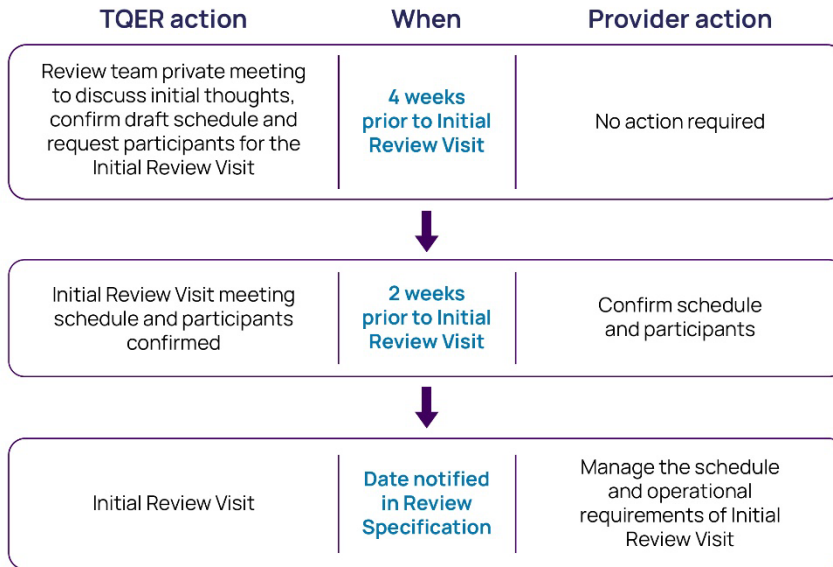 TQER action
When
Provider action
Review team private meeting
to discuss initial thoughts,
confirm draft schedule and
request participants for the
Initial Review Visit
4 weeks
prior to Initial
Review Visit
No action required
Initial Review Visit meeting
schedule and participants
confirmed
2 weeks
prior to Initial
Review Visit
Confirm schedule
and participants
Initial Review Visit
Date notified
in Review
Specification
Manage the schedule
and operational
requirements of Initial
Review Visit